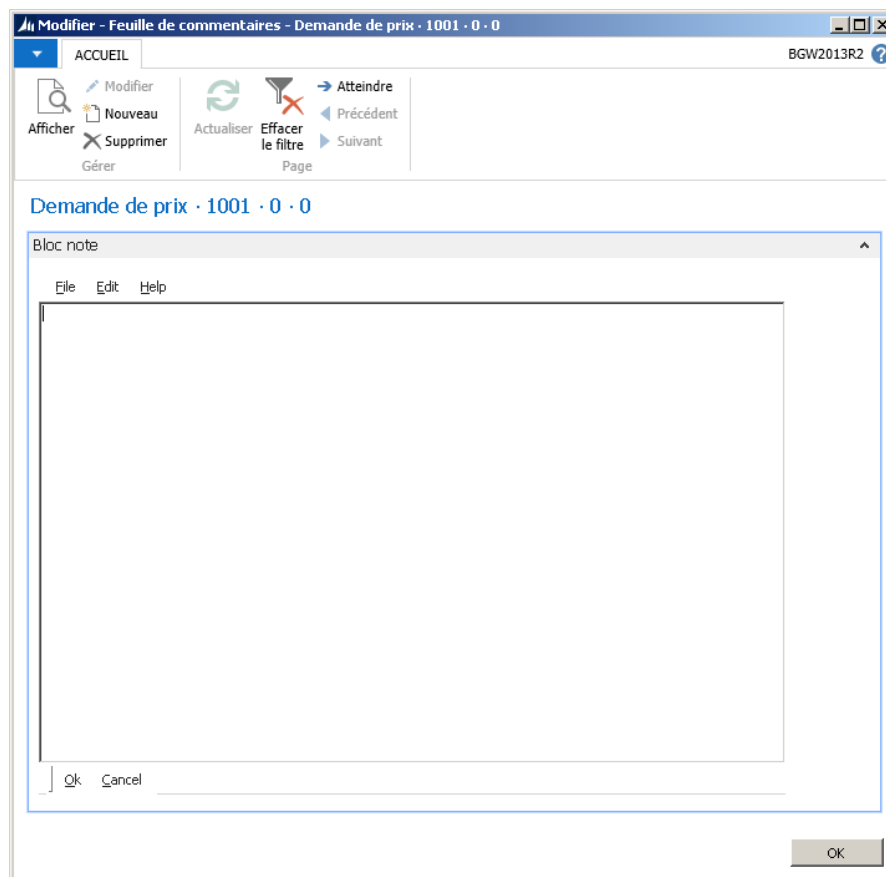 Modifier - Feuille de commentaires - Demande de prix · 1001 · 0 · 0
ACCUEIL
BGW2013R2
Afficher
Modifier
Nouveau
Supprimer
Gérer
Actualiser
Effacer
le filtre
Atteindre
Précédent
Suivant
Page
Demande de prix · 1001 · 0 · 0
Bloc note
File Edit Help
Ok Cancel
OK